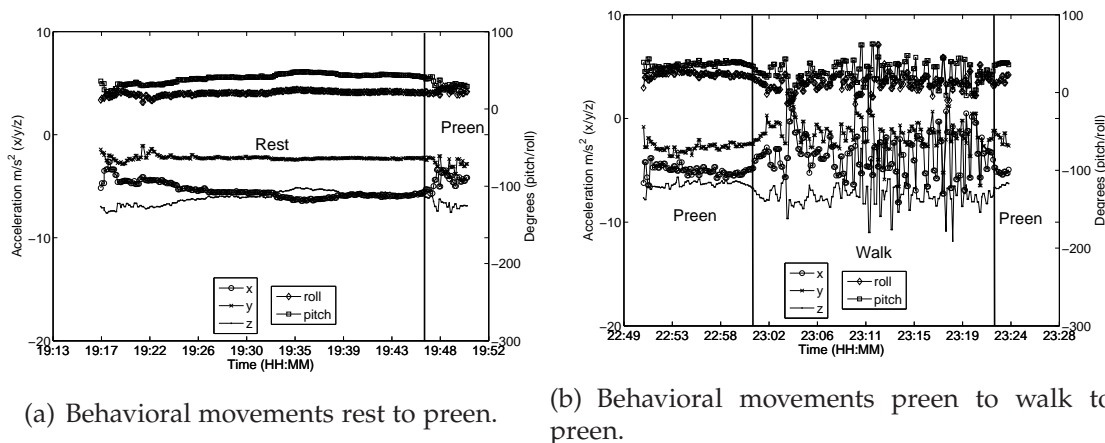 10
5
0
−5
−10
−20
Acceleration m/s² (x/y/z)
100
0
−100
−200
−300
Degrees (pitch/roll)
Rest
Preen
x
y
z
roll
pitch
19:13 19:17 19:22 19:26 19:30 19:35 19:39 19:43 19:48 19:52
Time (HH:MM)
(a) Behavioral movements rest to preen.
10
5
0
−5
−10
−20
Acceleration m/s² (x/y/z)
100
0
−100
−200
−300
Degrees (pitch/roll)
Preen
Walk
Preen
x
y
z
roll
pitch
22:49 22:53 22:58 23:02 23:06 23:11 23:15 23:19 23:24 23:28
Time (HH:MM)
(b) Behavioral movements preen to walk to
preen.